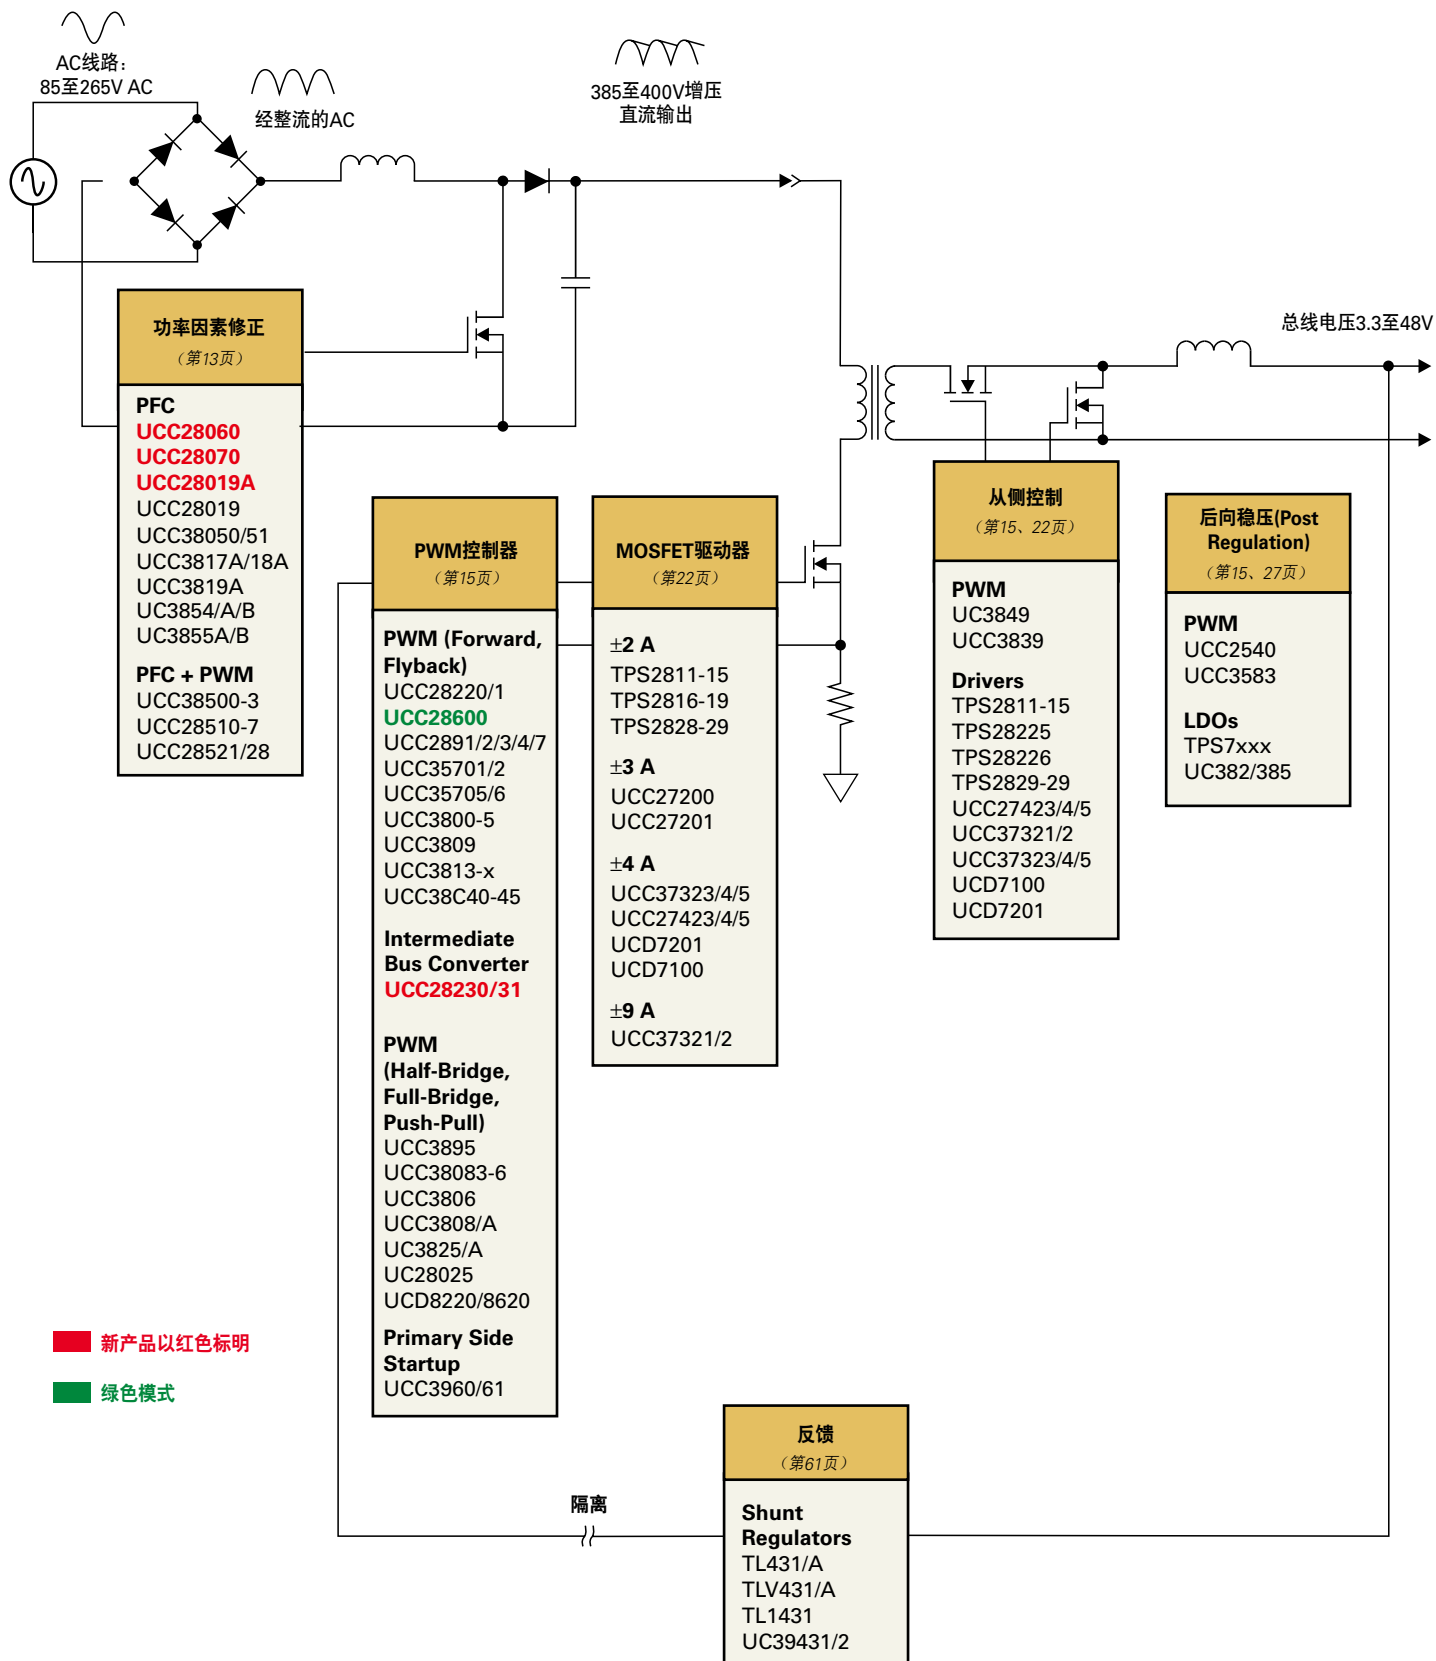 AC线路：
85至265V AC
经整流的AC
385至400V增压
直流输出
总线电压3.3至48V
功率因素修正
（第13页）
PFC
UCC28060
UCC28070
UCC28019A
UCC28019
UCC38050/51
UCC3817A/18A
UCC3819A
UC3854/A/B
UC3855A/B
PFC + PWM
UCC38500-3
UCC28510-7
UCC28521/28
PWM控制器
（第15页）
PWM (Forward,
Flyback)
UCC28220/1
UCC28600
UCC2891/2/3/4/7
UCC35701/2
UCC35705/6
UCC3800-5
UCC3809
UCC3813-x
UCC38C40-45
Intermediate
Bus Converter
UCC28230/31
PWM
(Half-Bridge,
Full-Bridge,
Push-Pull)
UCC3895
UCC38083-6
UCC3806
UCC3808/A
UC3825/A
UC28025
UCD8220/8620
Primary Side
Startup
UCC3960/61
MOSFET驱动器
（第22页）
±2 A
TPS2811-15
TPS2816-19
TPS2828-29
±3 A
UCC27200
UCC27201
±4 A
UCC37323/4/5
UCC27423/4/5
UCD7201
UCD7100
±9 A
UCC37321/2
从侧控制
（第15、22页）
PWM
UC3849
UCC3839
Drivers
TPS2811-15
TPS28225
TPS28226
TPS2829-29
UCC27423/4/5
UCC37321/2
UCC37323/4/5
UCD7100
UCD7201
后向稳压(Post
Regulation)
（第15、27页）
PWM
UCC2540
UCC3583
LDOs
TPS7xxx
UC382/385
新产品以红色标明
绿色模式
隔离
反馈
（第61页）
Shunt
Regulators
TL431/A
TLV431/A
TL1431
UC39431/2